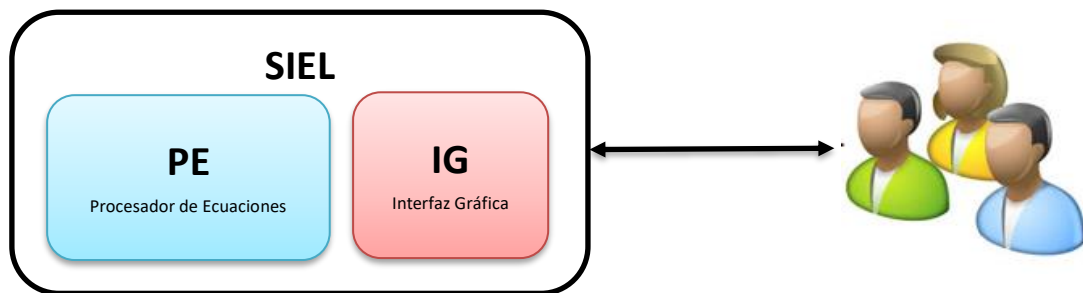 SIEL
PE
Procesador de Ecuaciones
IG
Interfaz Gráfica